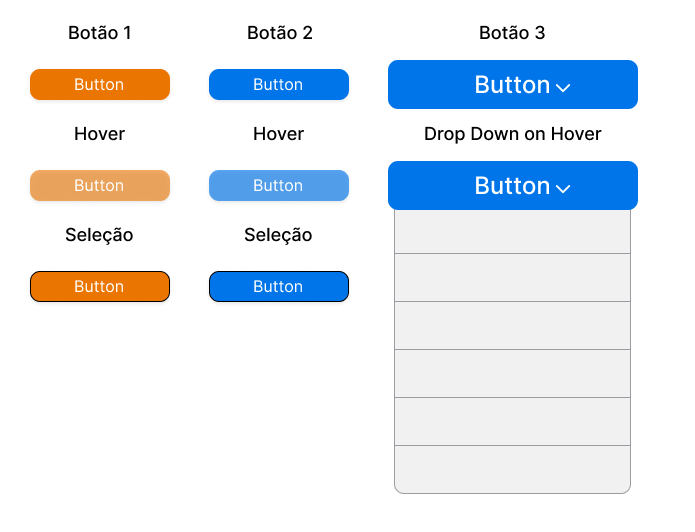 Botão 1
Button
Hover
Button
Seleção
Button
Botão 2
Button
Hover
Button
Seleção
Button
Botão 3
Button
Drop Down on Hover
Button